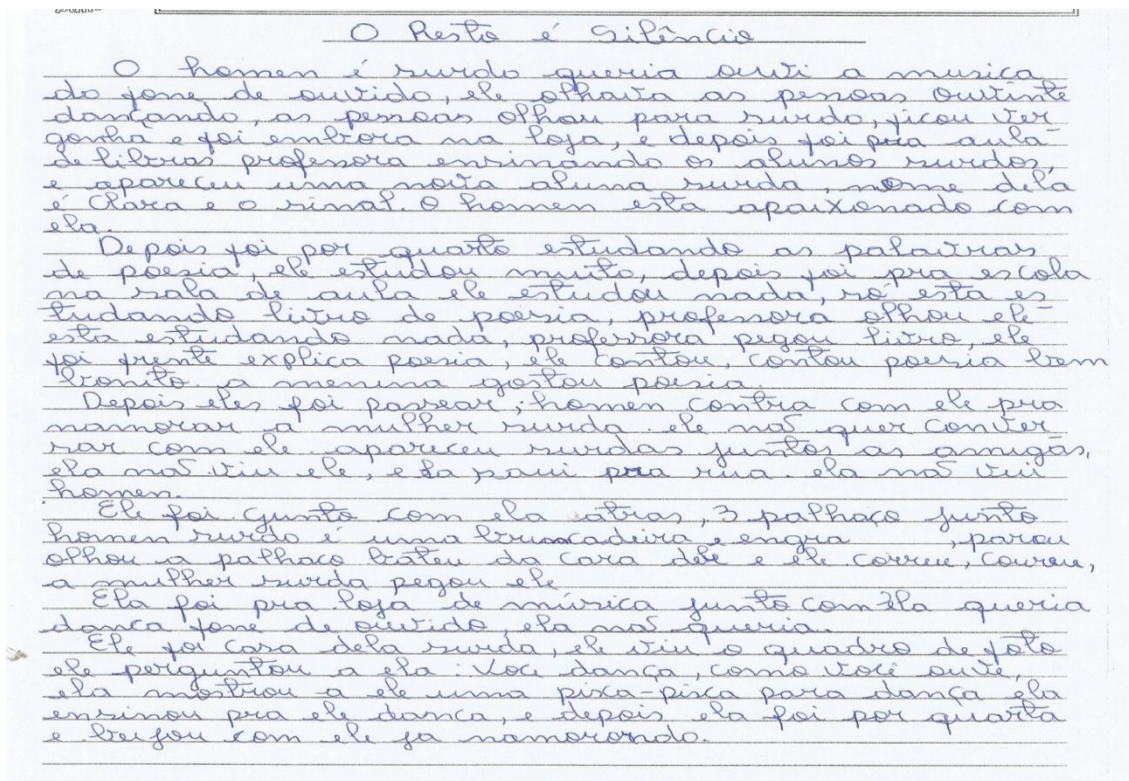 O Resto é Silêncio
O homen é surdo queria ouvi a musica
do fone de ouvido, ele olhava as pessoas ouvinte
dançando, as pessoas olhou para surdo, ficou ver
gonha e foi embora na loja, e depois foi pra aula
de libras professora ensinando os alunos surdos,
e apareceu uma nova aluna surda, nome dela
é Clara e o sinal. O homen esta apaixonado com
ela.
Depois foi por quarto estudando as palavras
de poesia, ele estudou muito, depois foi pra escola
na sala de aula ele estudou nada, só esta es
tudando livro de poesia, professora olhou ele
esta estudando nada, professora pegou livro, ele
foi frente explica poesia, ele contou, contou poesia bem
bonito. a menina gostou poesia.
Depois eles foi passear, homen contra com ele pra
namorar a mulher surda. ele não quer conver
sar com ele apareceu surdas juntos as amigas,
ela não viu ele, ela saui pra rua. ela não viu
homen.
Ele foi gunto com ela atras, 3 palhaço junto
homen surdo é uma brincadeira e engra , parou
olhou a palhaço bateu da cara dele e ele correu, coureu,
a mulher surda pegou ele
Ela foi pra loja de música junto com ela queria
danca fone de ouvido, ela não queria.
Ele foi casa dela surda, ele viu o quadro de foto
ele perguntou a ela: Voce dança, como você ouve,
ela mostrou a ele uma pisca-pisca para dança ela
ensinou pra ele danca, e depois ela foi por quarto
e beijou com ele ja namorondo.